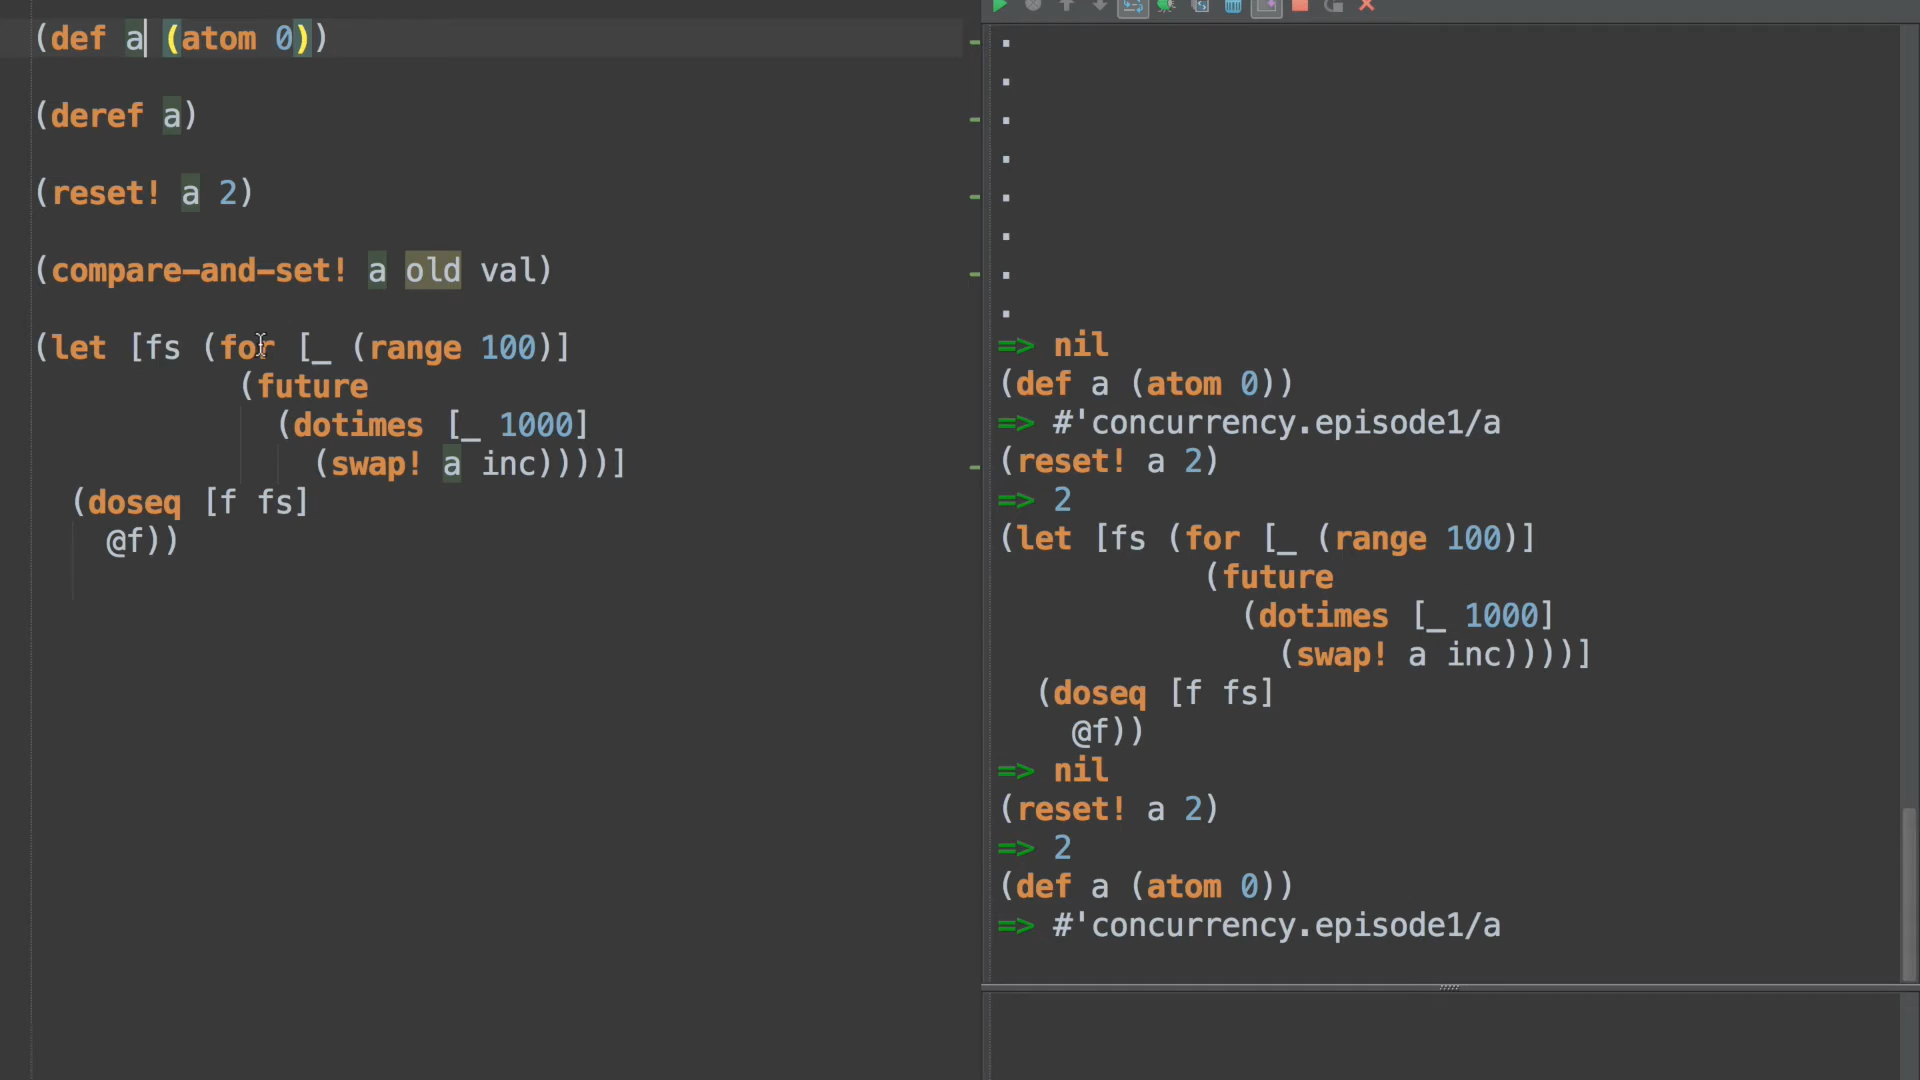 (def a (atom 0))
(deref a)
(reset! a 2)
(compare-and-set! a old val)
(let [fs (for [_ (range 100)]
(future
(dotimes [_ 1000]
(swap! a inc))))]
(doseq [f fs]
@f))
.
.
.
.
.
.
.
.
=> nil
(def a (atom 0))
=> #'concurrency.episode1/a
(reset! a 2)
=> 2
(let [fs (for [_ (range 100)]
(future
(dotimes [_ 1000]
(swap! a inc))))]
(doseq [f fs]
@f))
=> nil
(reset! a 2)
=> 2
(def a (atom 0))
=> #'concurrency.episode1/a